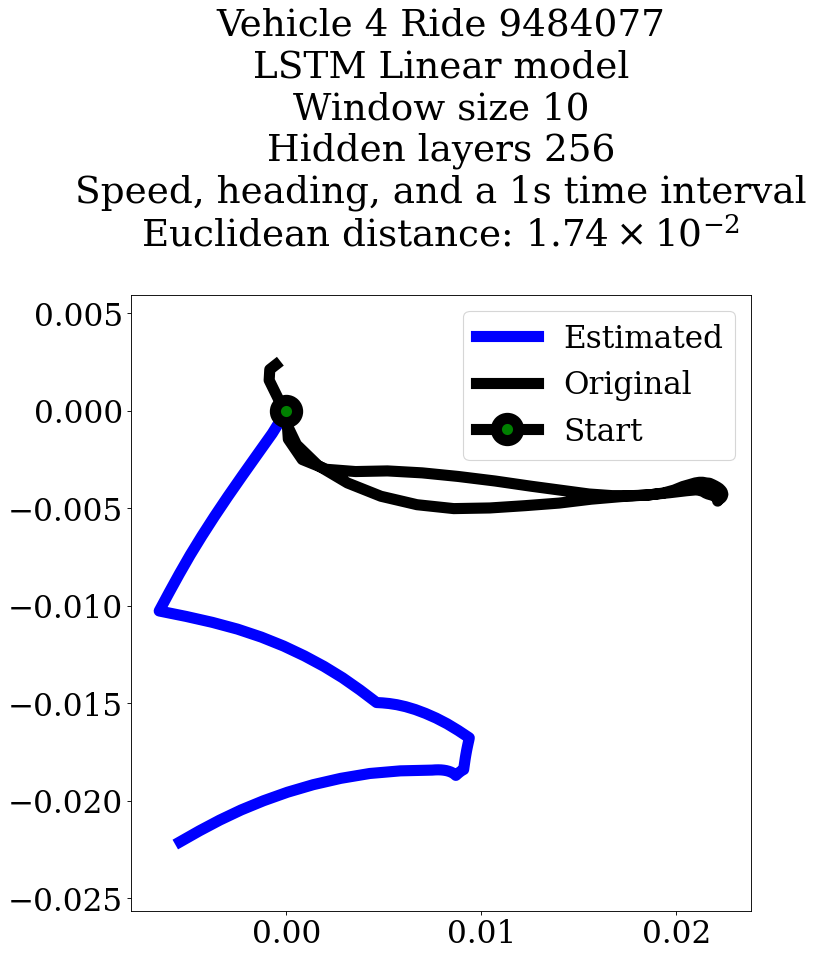 Vehicle 4 Ride 9484077
LSTM Linear model
Window size 10
Hidden layers 256
Speed, heading, and a 1s time interval
Euclidean distance: 1.74 × 10⁻²
0.005
0.000
−0.005
−0.010
−0.015
−0.020
−0.025
Estimated
Original
Start
0.00
0.01
0.02